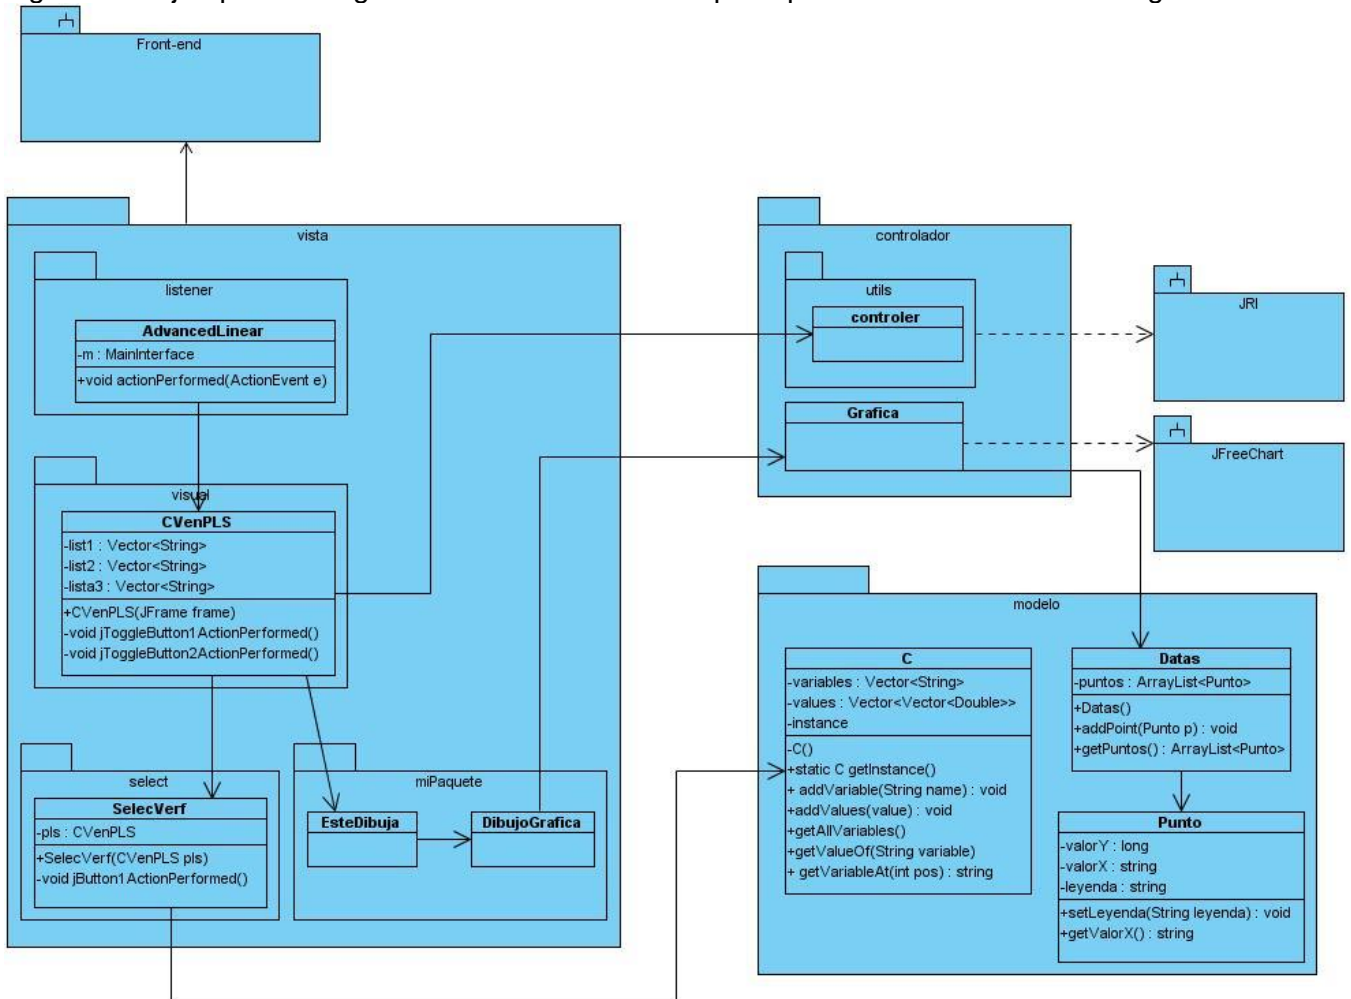 Front-end
vista
listener
AdvancedLinear
-m : MainInterface
+void actionPerformed(ActionEvent e)
visual
CVenPLS
-list1 : Vector<String>
-list2 : Vector<String>
-lista3 : Vector<String>
+CVenPLS(JFrame frame)
-void jToggleButton1ActionPerformed()
-void jToggleButton2ActionPerformed()
select
SelecVerf
-pls : CVenPLS
+SelecVerf(CVenPLS pls)
-void jButton1ActionPerformed()
miPaquete
EsteDibuja
DibujoGrafica
controlador
utils
controler
Grafica
JRI
JFreeChart
modelo
C
-variables : Vector<String>
-values : Vector<Vector<Double>>
-instance
-C()
+static C getInstance()
+ addVariable(String name) : void
+addValues(value) : void
+getAllVariables()
+getValueOf(String variable)
+ getVariableAt(int pos) : string
Datas
-puntos : ArrayList<Punto>
+Datas()
+addPoint(Punto p) : void
+getPuntos() : ArrayList<Punto>
Punto
-valorY : long
-valorX : string
-leyenda : string
+setLeyenda(String leyenda) : void
+getValorX() : string